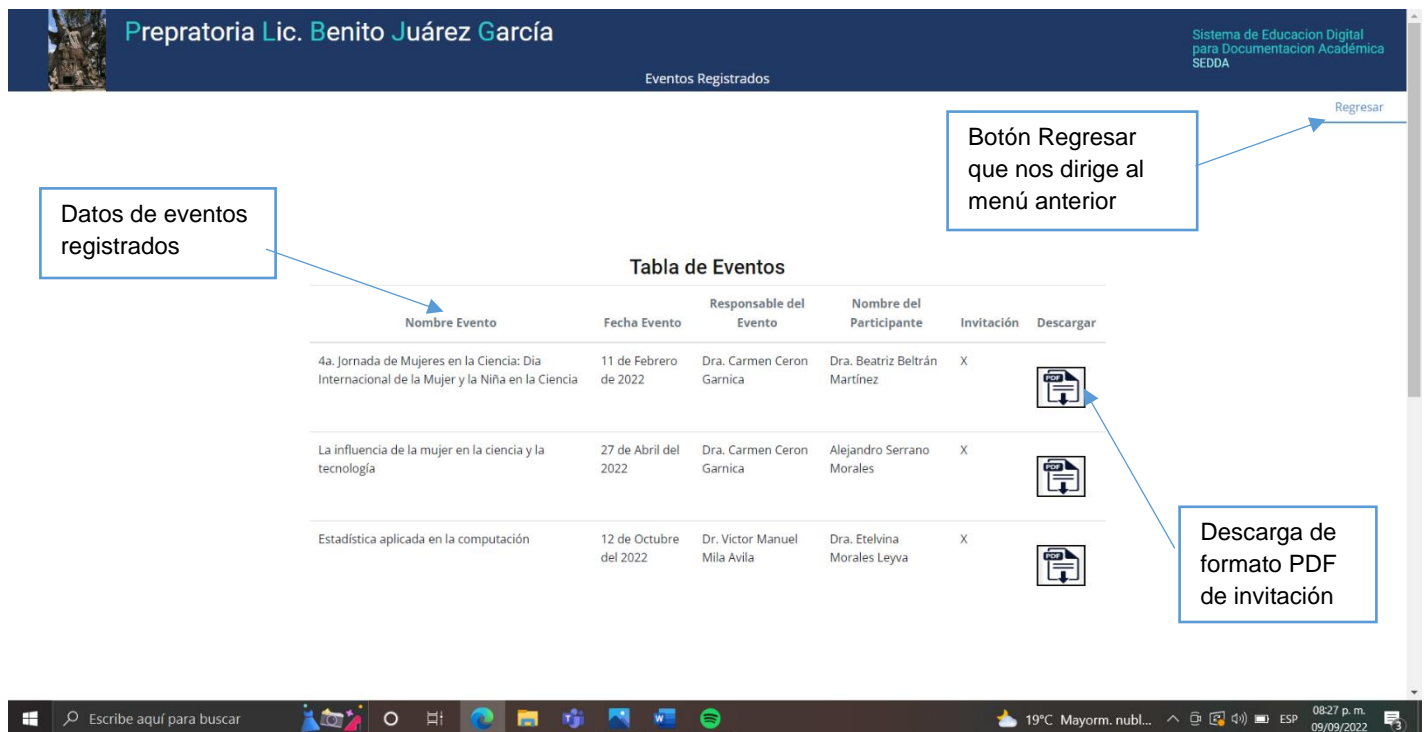 Prepratoria Lic. Benito Juárez García
Sistema de Educacion Digital
para Documentacion Académica
SEDDA
Eventos Registrados
Regresar
Botón Regresar
que nos dirige al
menú anterior
Datos de eventos
registrados
Tabla de Eventos
Nombre Evento
Fecha Evento
Responsable del
Evento
Nombre del
Participante
Invitación
Descargar
4a. Jornada de Mujeres en la Ciencia: Dia
Internacional de la Mujer y la Niña en la Ciencia
11 de Febrero
de 2022
Dra. Carmen Ceron
Garnica
Dra. Beatriz Beltrán
Martínez
X
PDF
La influencia de la mujer en la ciencia y la
tecnología
27 de Abril del
2022
Dra. Carmen Ceron
Garnica
Alejandro Serrano
Morales
X
PDF
Estadística aplicada en la computación
12 de Octubre
del 2022
Dr. Victor Manuel
Mila Avila
Dra. Etelvina
Morales Leyva
X
PDF
Descarga de
formato PDF
de invitación
Escribe aquí para buscar
19°C Mayorm. nubl...
ESP
08:27 p. m.
09/09/2022
3